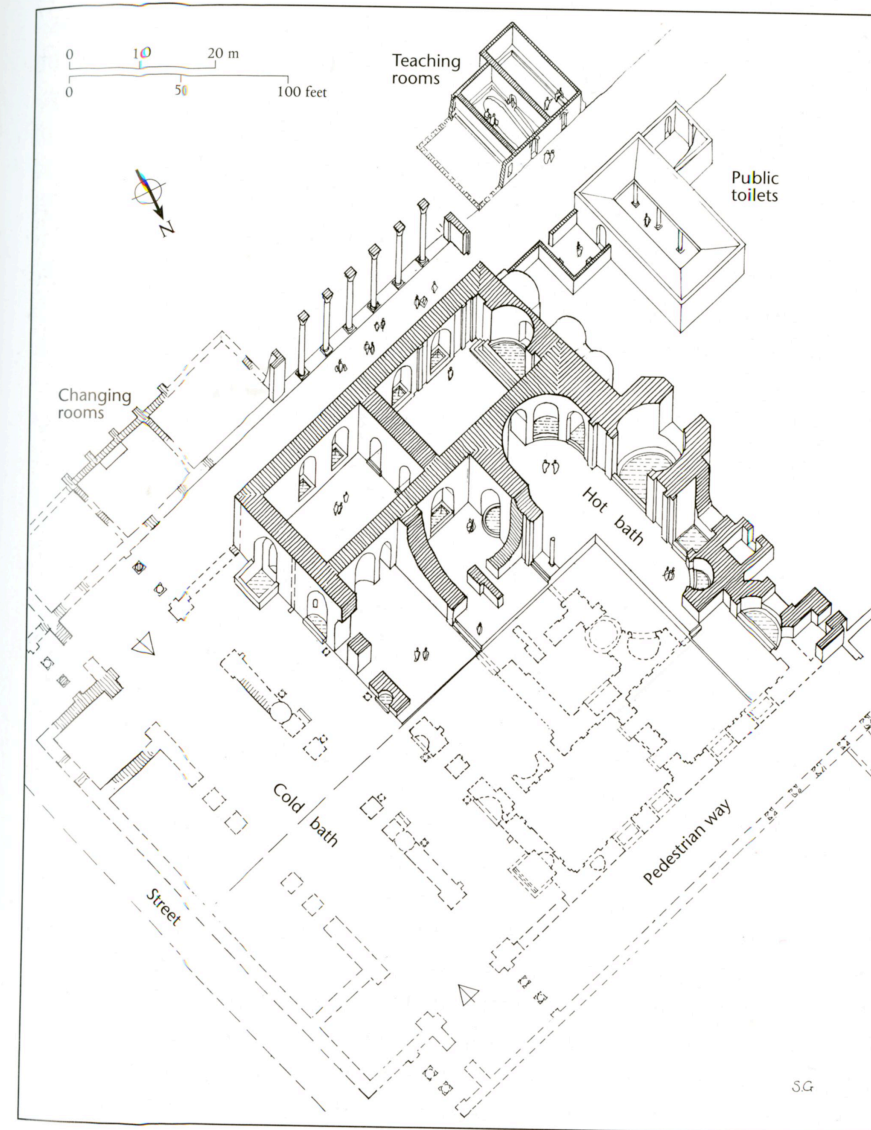 0 10 20 m
0 50 100 feet
Teaching
rooms
Public
toilets
N
Changing
rooms
Hot bath
Cold bath
Pedestrian way
Street
S.G